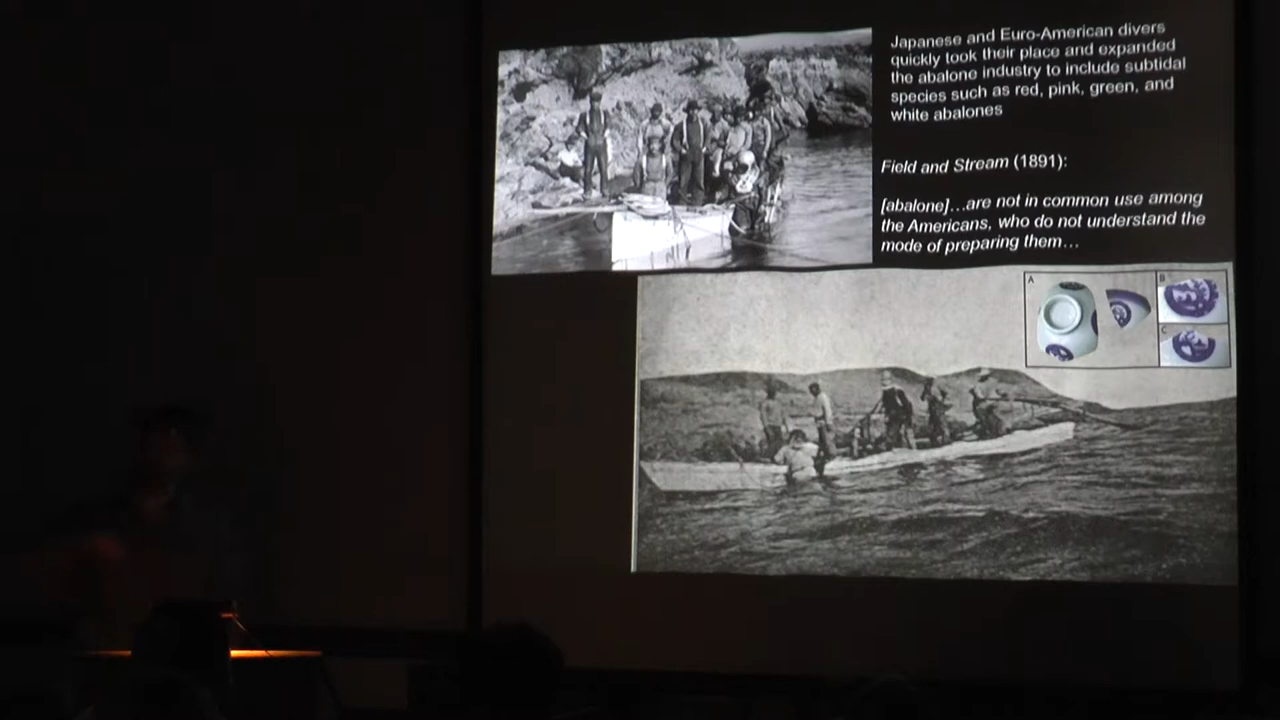 Japanese and Euro-American divers
quickly took their place and expanded
the abalone industry to include subtidal
species such as red, pink, green, and
white abalones
Field and Stream (1891):
[abalone]…are not in common use among
the Americans, who do not understand the
mode of preparing them…
A
B
C